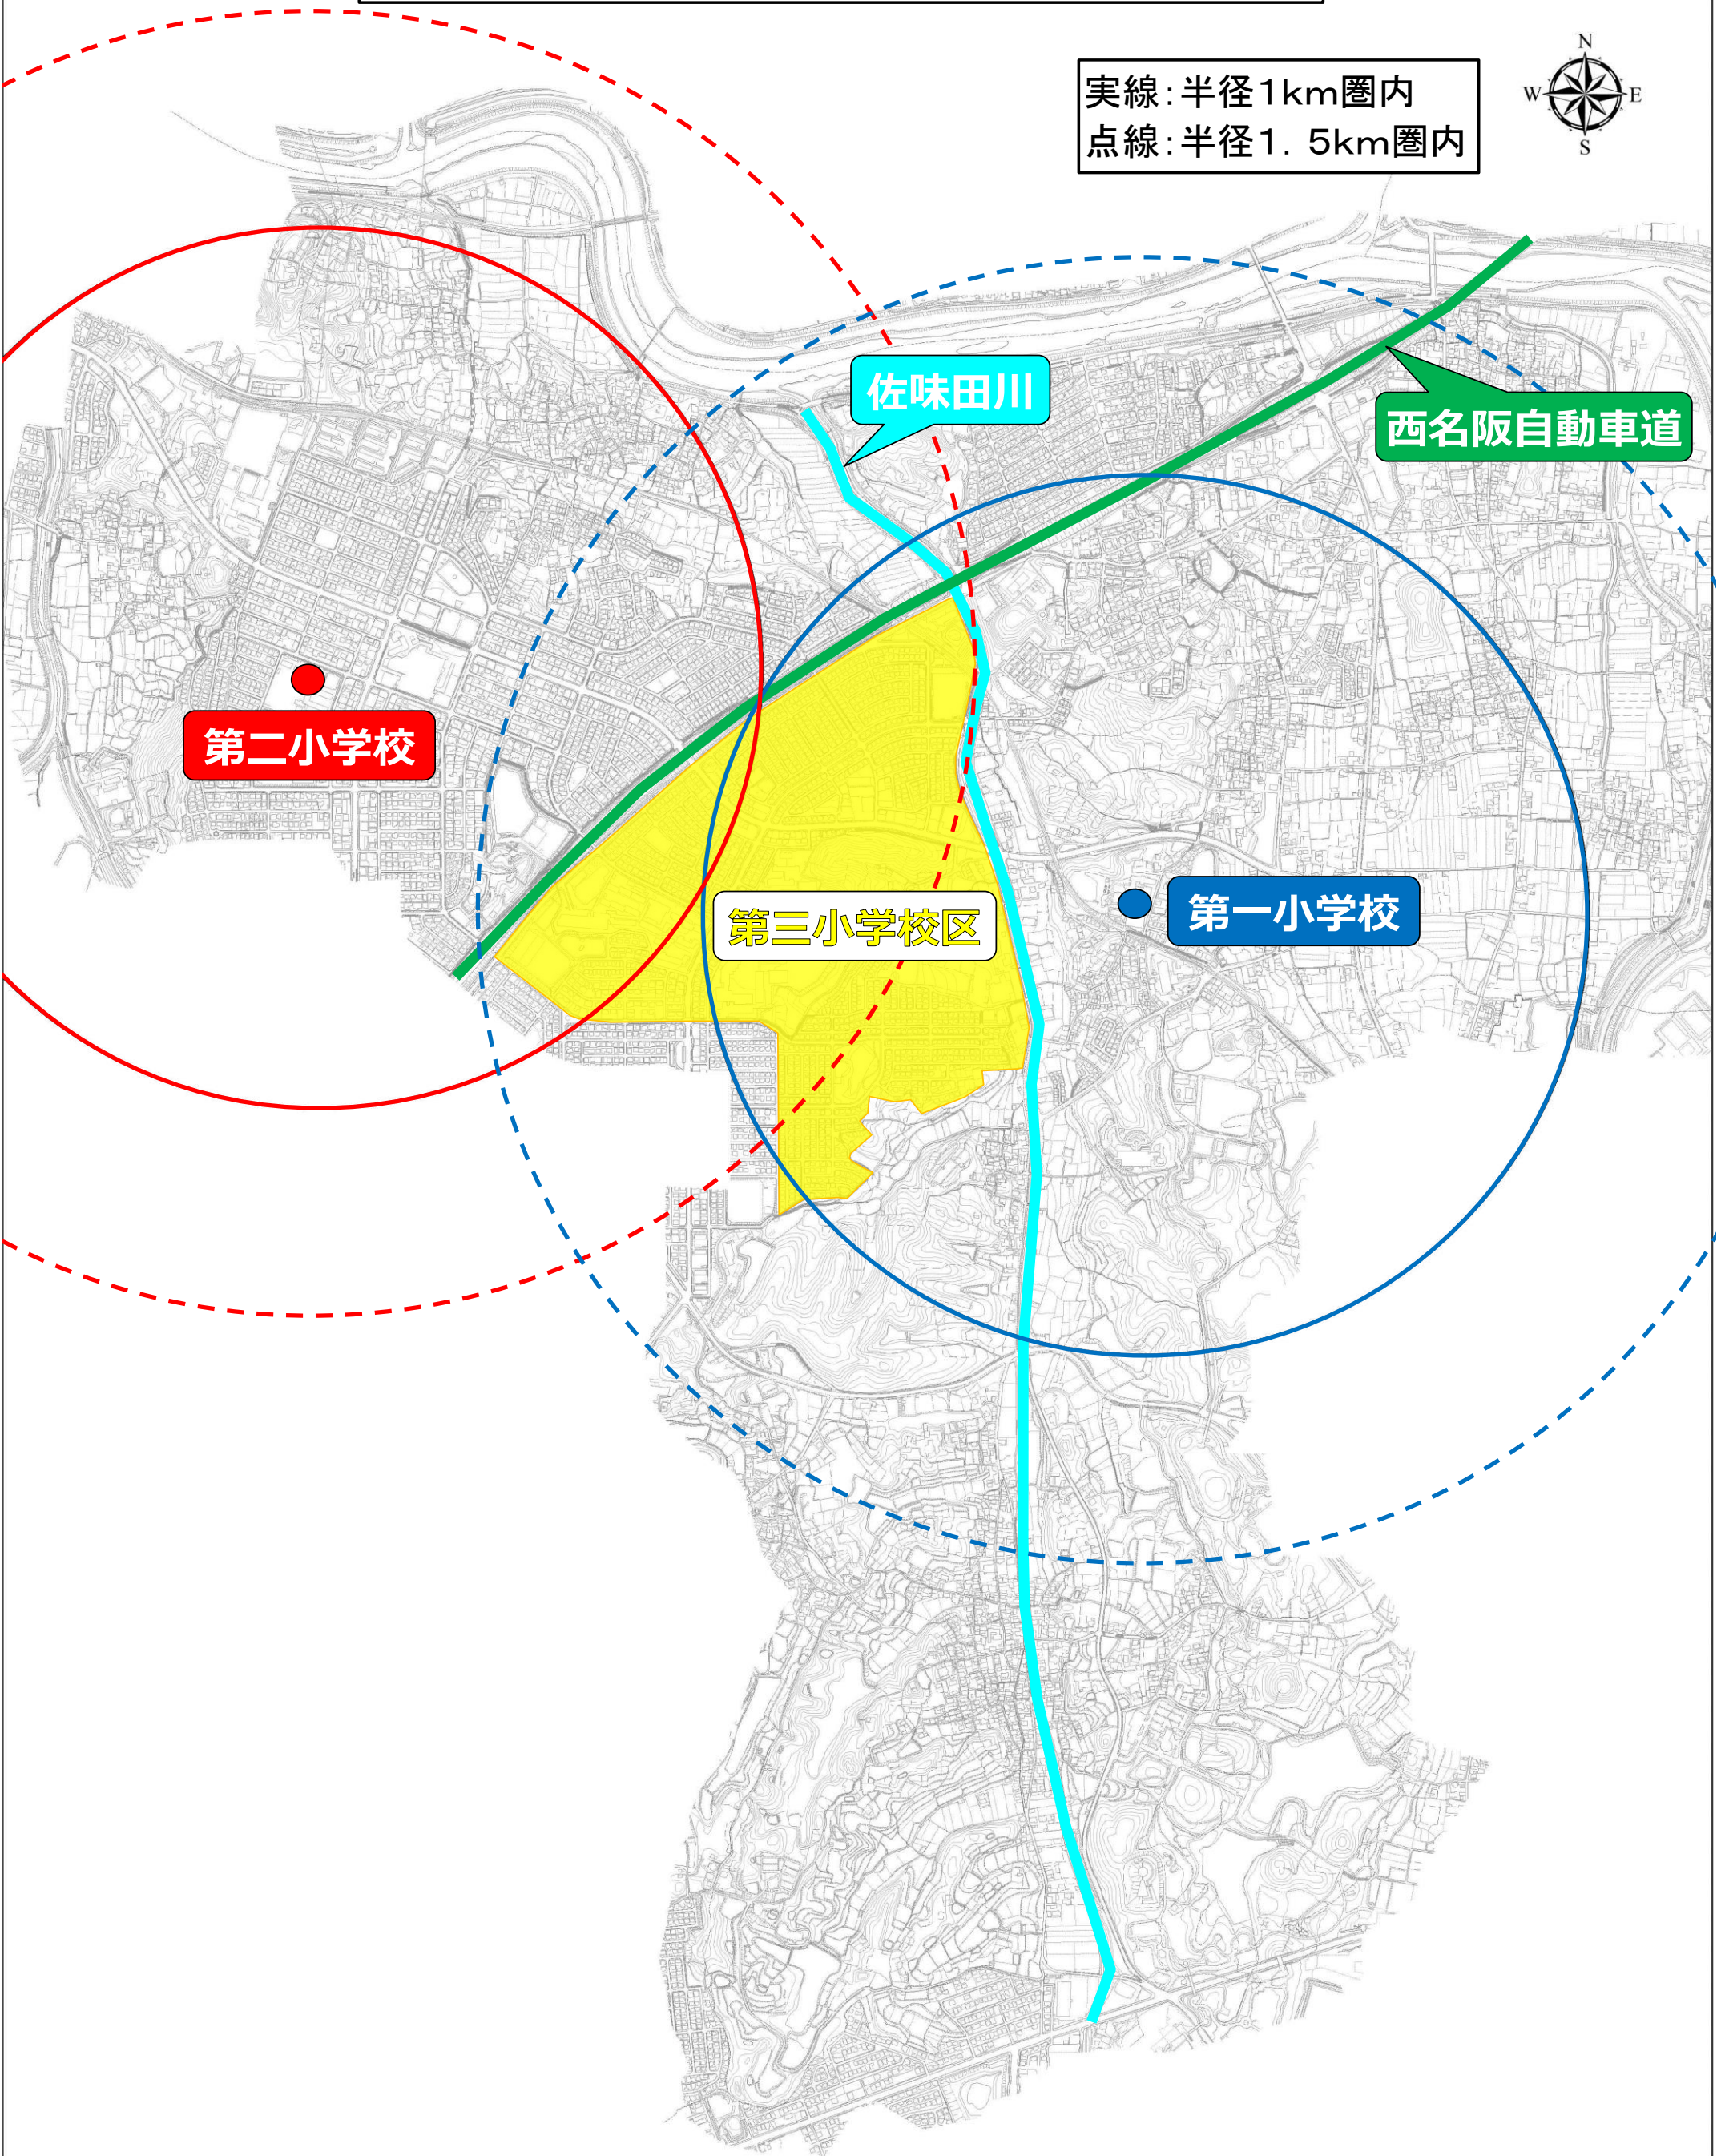 実線：半径1km圏内
点線：半径1．5km圏内
N
W E
S
佐味田川
西名阪自動車道
第二小学校
第三小学校区
第一小学校